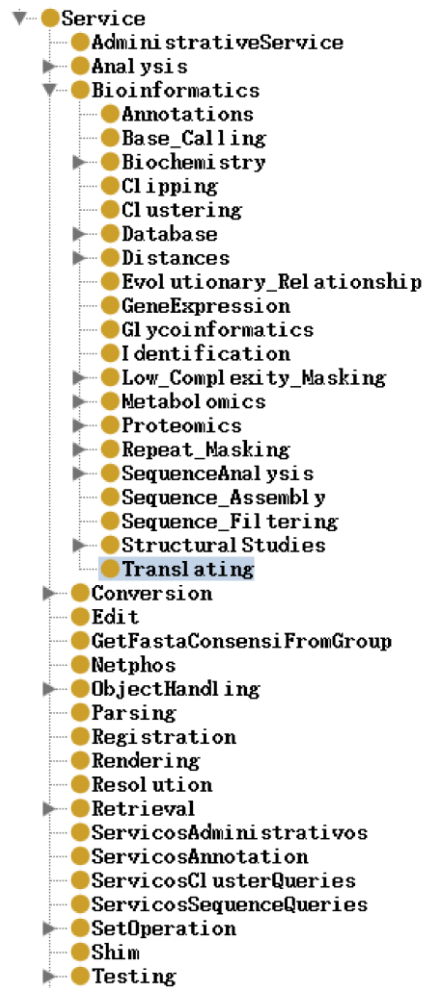 Service
AdministrativeService
Analysis
Bioinformatics
Annotations
Base_Calling
Biochemistry
Clipping
Clustering
Database
Distances
Evolutionary_Relationship
GeneExpression
Glycoinformatics
Identification
Low_Complexity_Masking
Metabolomics
Proteomics
Repeat_Masking
SequenceAnalysis
Sequence_Assembly
Sequence_Filtering
StructuralStudies
Translating
Conversion
Edit
GetFastaConsensiFromGroup
Netphos
ObjectHandling
Parsing
Registration
Rendering
Resolution
Retrieval
ServicosAdministrativos
ServicosAnnotation
ServicosClusterQueries
ServicosSequenceQueries
SetOperation
Shim
Testing